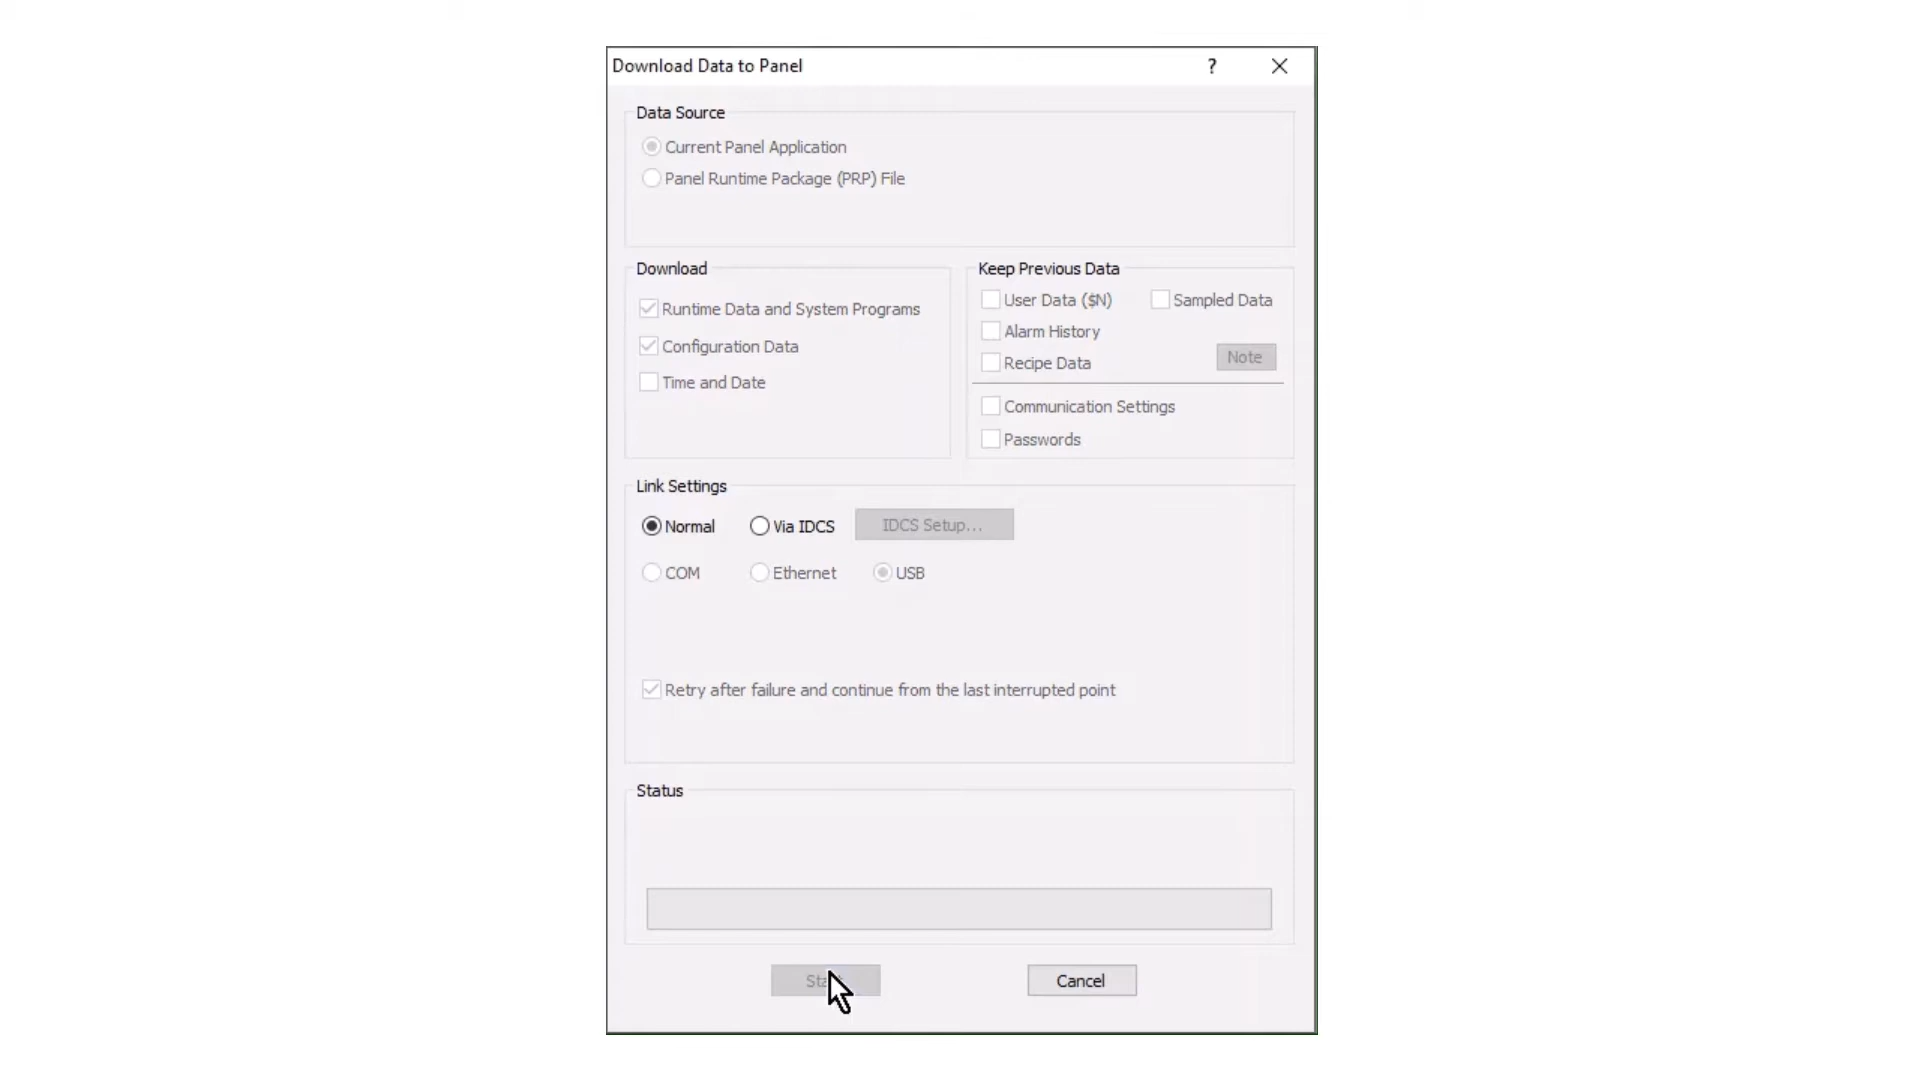 Download Data to Panel ?
Data Source
Current Panel Application
Panel Runtime Package (PRP) File
Download
Runtime Data and System Programs
Configuration Data
Time and Date
Keep Previous Data
User Data ($N) Sampled Data
Alarm History
Recipe Data Note
Communication Settings
Passwords
Link Settings
Normal Via IDCS IDCS Setup...
COM Ethernet USB
Retry after failure and continue from the last interrupted point
Status
Cancel